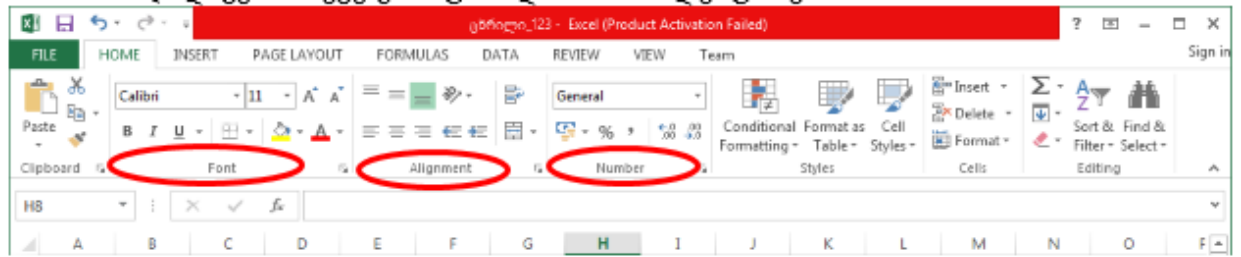 ცხრილი_123 - Excel (Product Activation Failed)
FILE HOME INSERT PAGE LAYOUT FORMULAS DATA REVIEW VIEW Team Sign in
Calibri 11 General Insert
Paste B I U % Conditional Format as Cell Delete Sort & Find &
Formatting Table Styles Format Filter Select
Clipboard Font Alignment Number Styles Cells Editing
H8 fx
A B C D E F G H I J K L M N O P